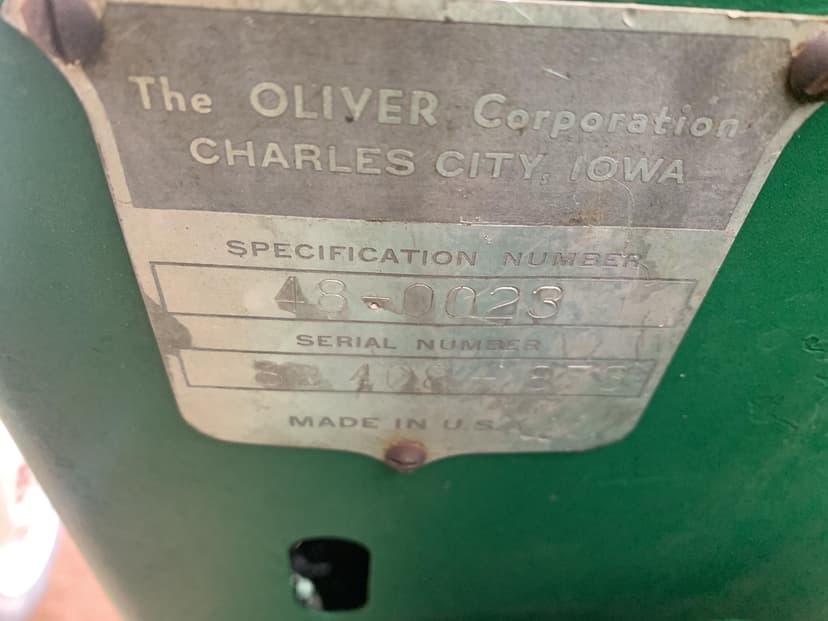 The OLIVER Corporation
CHARLES CITY, IOWA
SPECIFICATION NUMBER
48-0023
SERIAL NUMBER
MADE IN U.S.